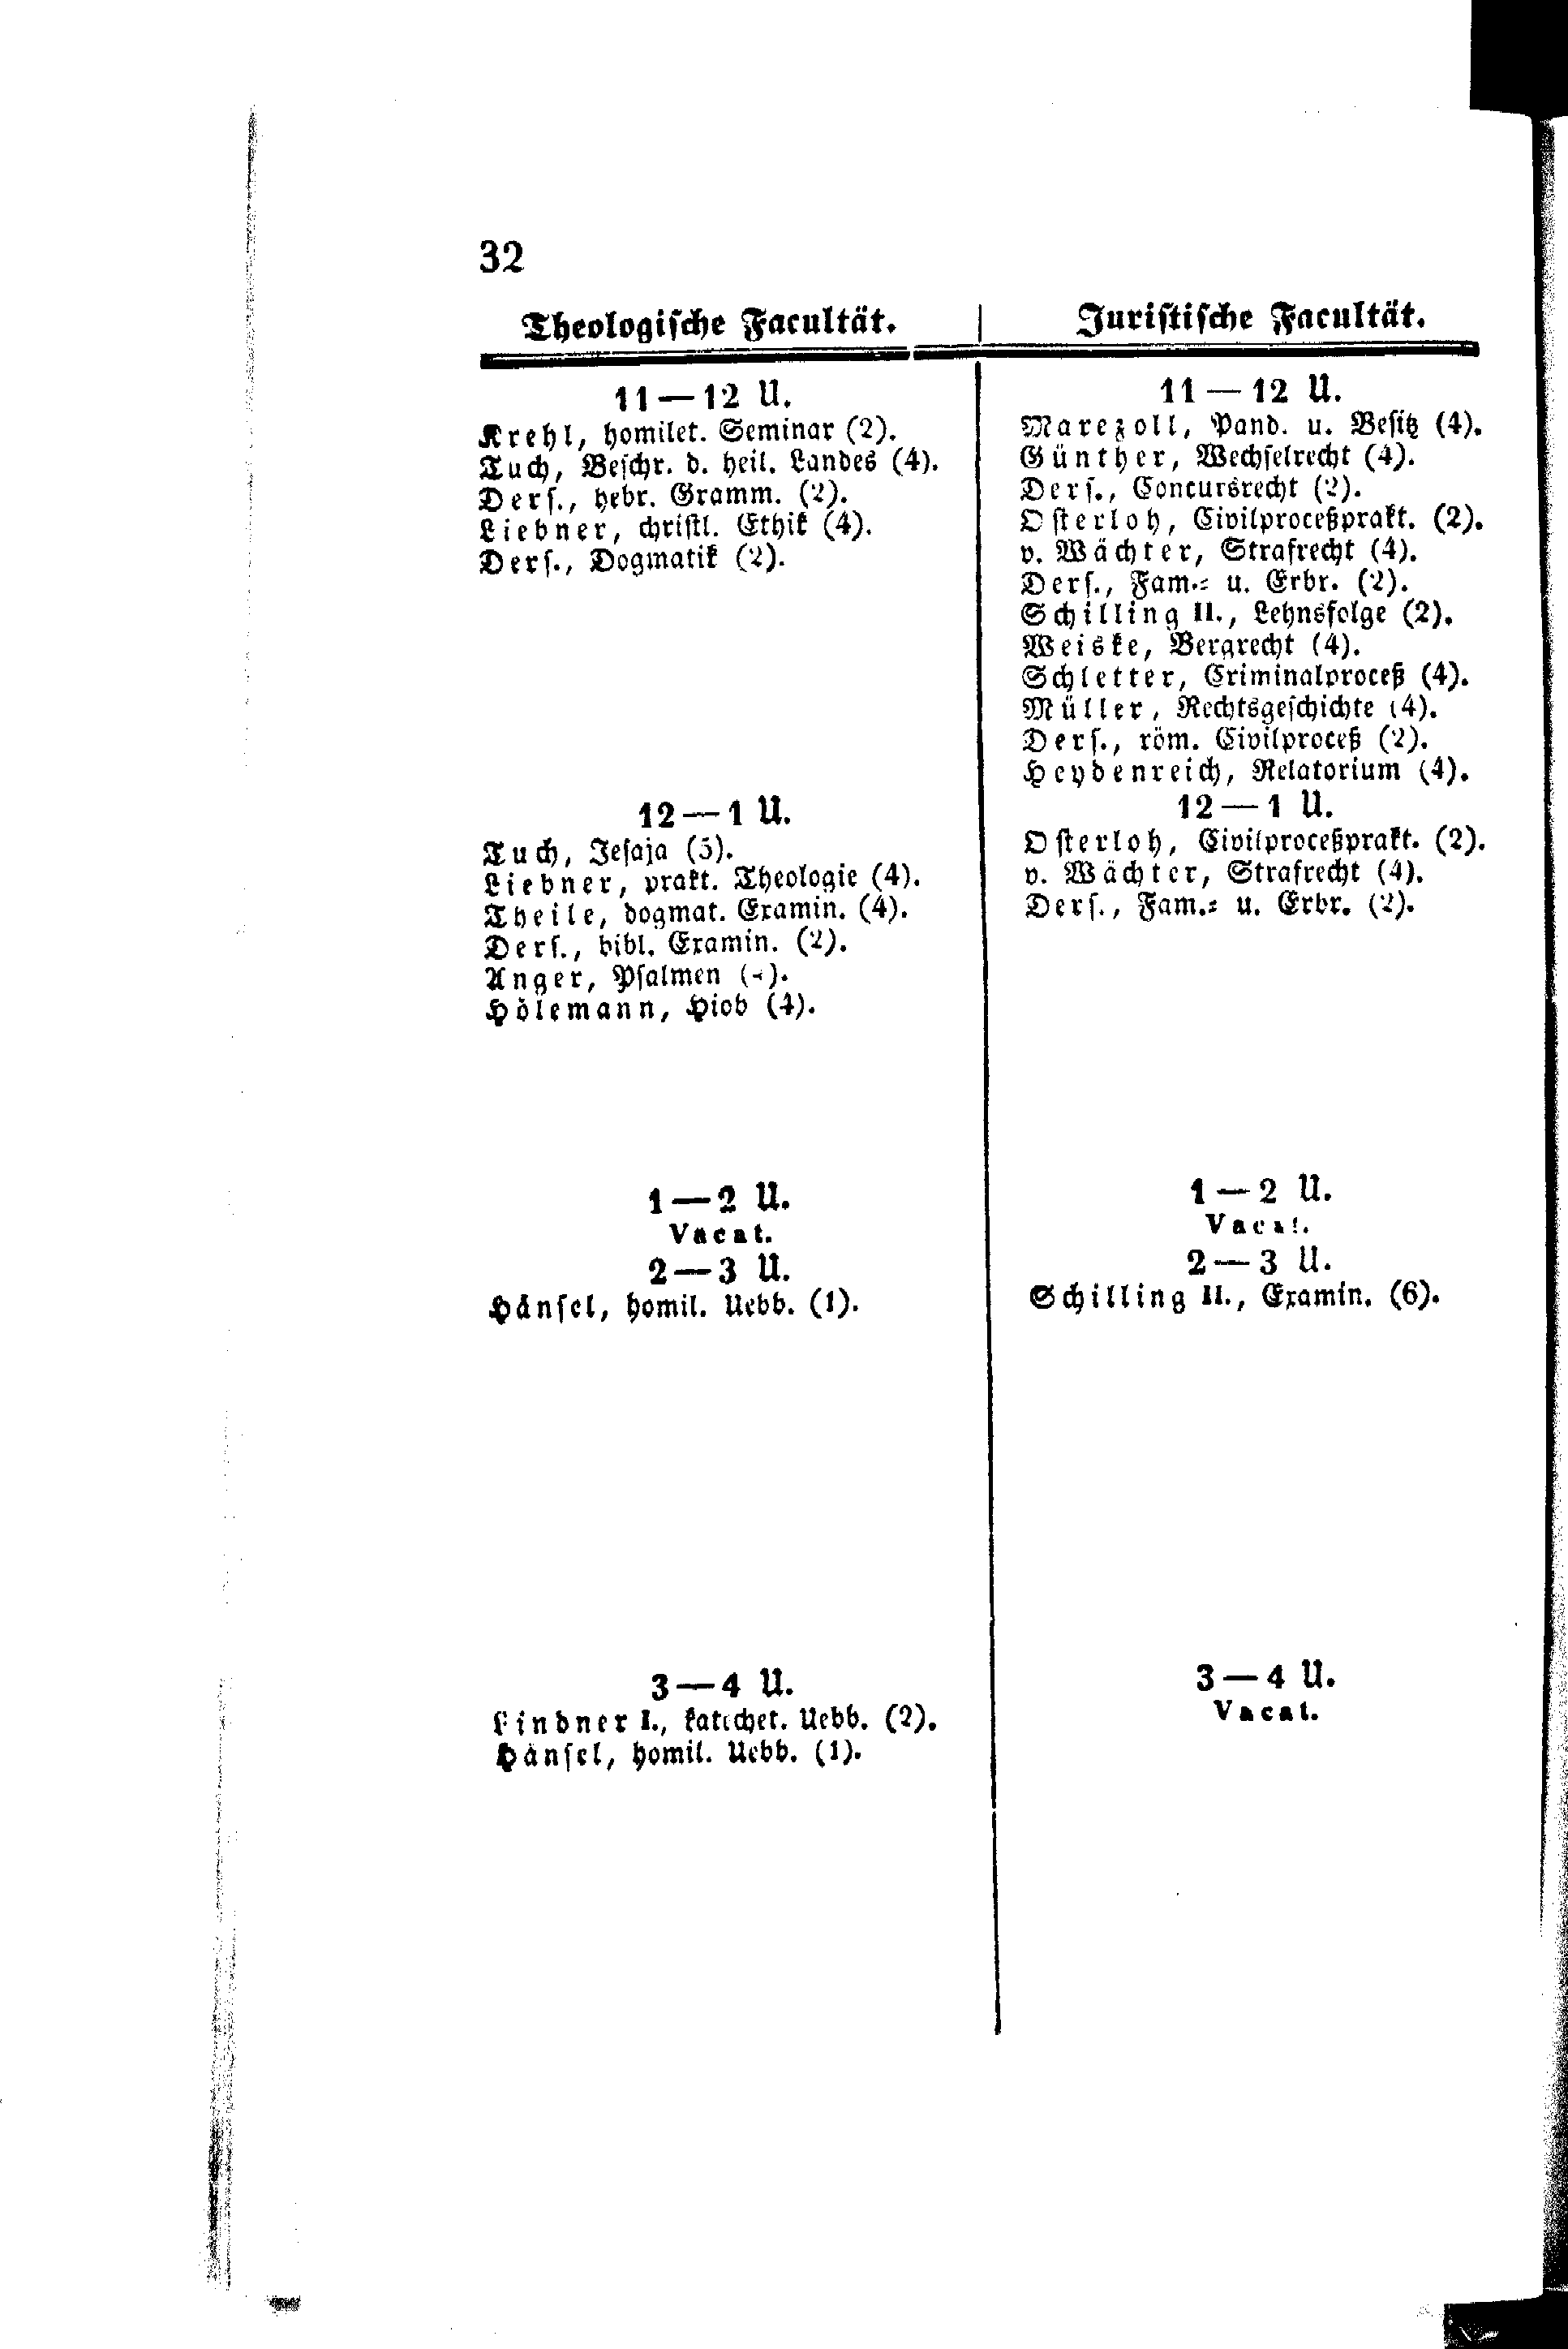 32
Theologische Facultät.
11—12 U.
Krehl, homilet. Seminar (2).
Tuch, Beschr. d. heil. Landes (4).
Ders., hebr. Gramm. (2).
Liebner, christl. Ethik (4).
Ders., Dogmatik (2).
12—1 U.
Tuch, Jesaja (5).
Liebner, prakt. Theologie (4).
Theile, dogmat. Examin. (4).
Ders., bibl. Examin. (2).
Anger, Psalmen
Hölemann, Hiob (4).
1—2 U.
Vacat.
2—3 U.
Hänsel, homil. Uebb. (1).
3—4 U.
Lindner I., katechet. Uebb. (2).
Hänsel, homil. Uebb. (1).
Juristische Facultät.
11—12 U.
Marezoll, Pand. u. Besitz (4).
Günther, Wechselrecht (4).
Ders., Concursrecht (2).
Osterloh, Civilproceßprakt. (2).
v. Wächter, Strafrecht (4).
Ders., Fam.= u. Erbr. (2).
Schilling II., Lehnsfolge (2).
Weiske, Bergrecht (4).
Schletter, Criminalproceß (4).
Müller, Rechtsgeschichte (4).
Ders., röm. Civilproceß (2).
Heydenreich, Relatorium (4).
12—1 U.
Osterloh, Civilproceßprakt. (2).
v. Wächter, Strafrecht (4).
Ders., Fam.= u. Erbr. (2).
1—2 U.
Vacat.
2—3 U.
Schilling II., Examin. (6).
3—4 U.
Vacat.